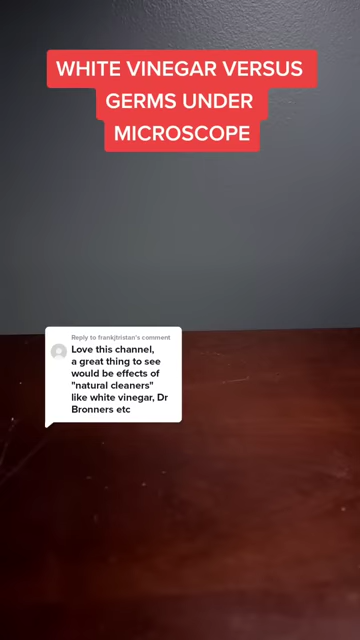 WHITE VINEGAR VERSUS
GERMS UNDER
MICROSCOPE
Reply to frankjtristan's comment
Love this channel,
a great thing to see
would be effects of
"natural cleaners"
like white vinegar, Dr
Bronners etc